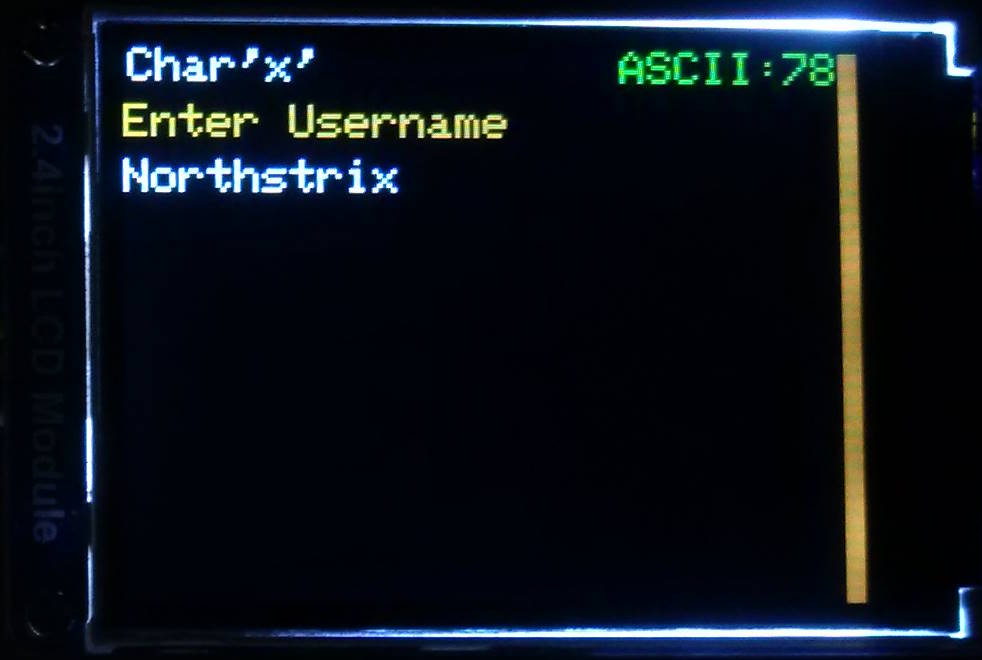 Char'x' ASCII:78
Enter Username
Northstrix
2.4inch LCD Module